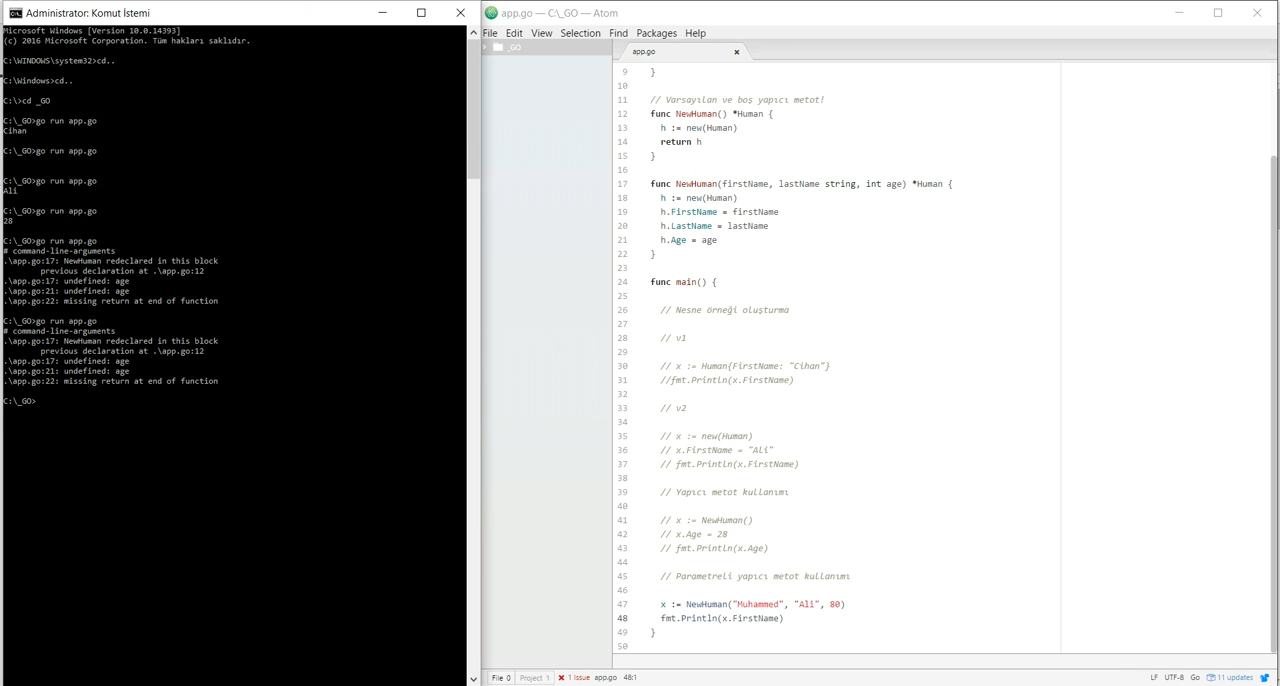 Administrator: Komut İstemi
Microsoft Windows [Version 10.0.14393]
(c) 2016 Microsoft Corporation. Tüm hakları saklıdır.
C:\WINDOWS\system32>cd..
C:\Windows>cd..
C:\>cd _GO
C:\_GO>go run app.go
Cihan
C:\_GO>go run app.go
C:\_GO>go run app.go
Ali
C:\_GO>go run app.go
28
C:\_GO>go run app.go
# command-line-arguments
.\app.go:17: NewHuman redeclared in this block
previous declaration at .\app.go:12
.\app.go:17: undefined: age
.\app.go:21: undefined: age
.\app.go:22: missing return at end of function
C:\_GO>go run app.go
# command-line-arguments
.\app.go:17: NewHuman redeclared in this block
previous declaration at .\app.go:12
.\app.go:17: undefined: age
.\app.go:21: undefined: age
.\app.go:22: missing return at end of function
C:\_GO>
app.go — C:\_GO — Atom
File Edit View Selection Find Packages Help
_GO
app.go
9 }
10
11 // Varsayılan ve boş yapıcı metot!
12 func NewHuman() *Human {
13 h := new(Human)
14 return h
15 }
16
17 func NewHuman(firstName, lastName string, int age) *Human {
18 h := new(Human)
19 h.FirstName = firstName
20 h.LastName = lastName
21 h.Age = age
22 }
23
24 func main() {
25
26 // Nesne örneği oluşturma
27
28 // v1
29
30 // x := Human{FirstName: "Cihan"}
31 //fmt.Println(x.FirstName)
32
33 // v2
34
35 // x := new(Human)
36 // x.FirstName = "Ali"
37 // fmt.Println(x.FirstName)
38
39 // Yapıcı metot kullanımı
40
41 // x := NewHuman()
42 // x.Age = 28
43 // fmt.Println(x.Age)
44
45 // Parametreli yapıcı metot kullanımı
46
47 x := NewHuman("Muhammed", "Ali", 80)
48 fmt.Println(x.FirstName)
49 }
50
File 0 Project 1 1 Issue app.go 48:1 LF UTF-8 Go 11 updates